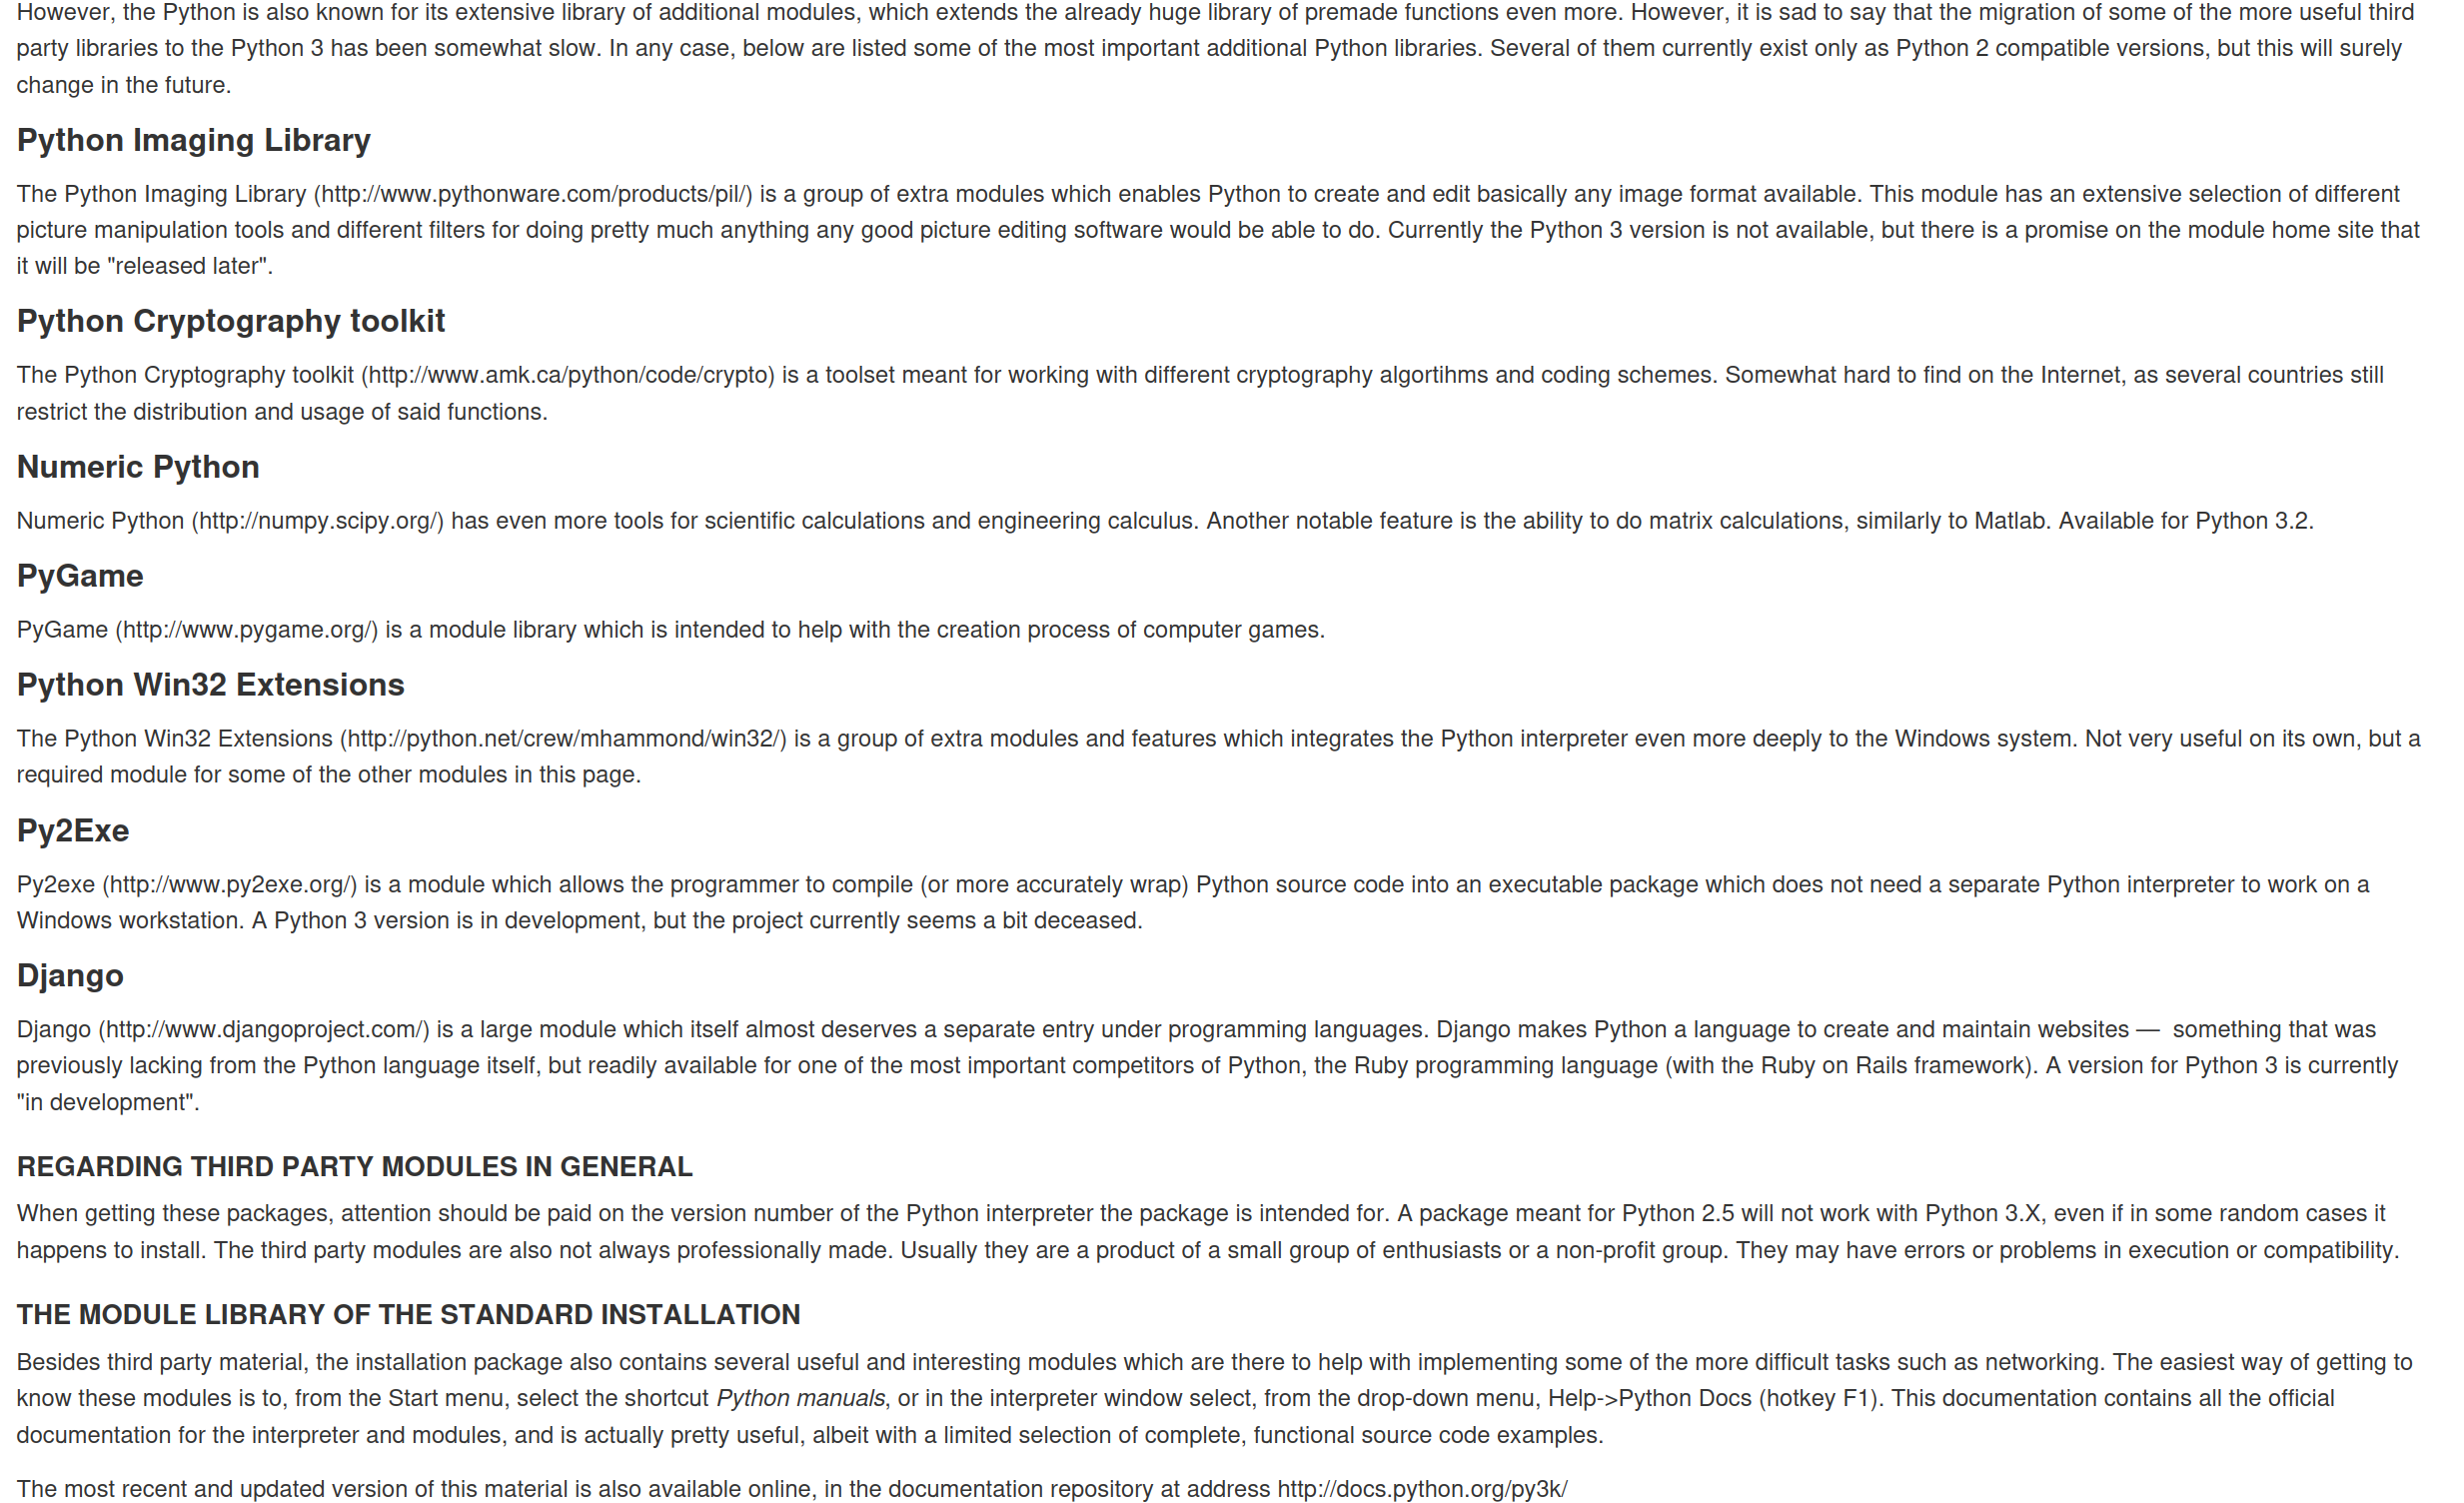 However, the Python is also known for its extensive library of additional modules, which extends the already huge library of premade functions even more. However, it is sad to say that the migration of some of the more useful third
party libraries to the Python 3 has been somewhat slow. In any case, below are listed some of the most important additional Python libraries. Several of them currently exist only as Python 2 compatible versions, but this will surely
change in the future.
Python Imaging Library
The Python Imaging Library (http://www.pythonware.com/products/pil/) is a group of extra modules which enables Python to create and edit basically any image format available. This module has an extensive selection of different
picture manipulation tools and different filters for doing pretty much anything any good picture editing software would be able to do. Currently the Python 3 version is not available, but there is a promise on the module home site that
it will be "released later".
Python Cryptography toolkit
The Python Cryptography toolkit (http://www.amk.ca/python/code/crypto) is a toolset meant for working with different cryptography algortihms and coding schemes. Somewhat hard to find on the Internet, as several countries still
restrict the distribution and usage of said functions.
Numeric Python
Numeric Python (http://numpy.scipy.org/) has even more tools for scientific calculations and engineering calculus. Another notable feature is the ability to do matrix calculations, similarly to Matlab. Available for Python 3.2.
PyGame
PyGame (http://www.pygame.org/) is a module library which is intended to help with the creation process of computer games.
Python Win32 Extensions
The Python Win32 Extensions (http://python.net/crew/mhammond/win32/) is a group of extra modules and features which integrates the Python interpreter even more deeply to the Windows system. Not very useful on its own, but a
required module for some of the other modules in this page.
Py2Exe
Py2exe (http://www.py2exe.org/) is a module which allows the programmer to compile (or more accurately wrap) Python source code into an executable package which does not need a separate Python interpreter to work on a
Windows workstation. A Python 3 version is in development, but the project currently seems a bit deceased.
Django
Django (http://www.djangoproject.com/) is a large module which itself almost deserves a separate entry under programming languages. Django makes Python a language to create and maintain websites — something that was
previously lacking from the Python language itself, but readily available for one of the most important competitors of Python, the Ruby programming language (with the Ruby on Rails framework). A version for Python 3 is currently
"in development".
REGARDING THIRD PARTY MODULES IN GENERAL
When getting these packages, attention should be paid on the version number of the Python interpreter the package is intended for. A package meant for Python 2.5 will not work with Python 3.X, even if in some random cases it
happens to install. The third party modules are also not always professionally made. Usually they are a product of a small group of enthusiasts or a non-profit group. They may have errors or problems in execution or compatibility.
THE MODULE LIBRARY OF THE STANDARD INSTALLATION
Besides third party material, the installation package also contains several useful and interesting modules which are there to help with implementing some of the more difficult tasks such as networking. The easiest way of getting to
know these modules is to, from the Start menu, select the shortcut Python manuals, or in the interpreter window select, from the drop-down menu, Help->Python Docs (hotkey F1). This documentation contains all the official
documentation for the interpreter and modules, and is actually pretty useful, albeit with a limited selection of complete, functional source code examples.
The most recent and updated version of this material is also available online, in the documentation repository at address http://docs.python.org/py3k/